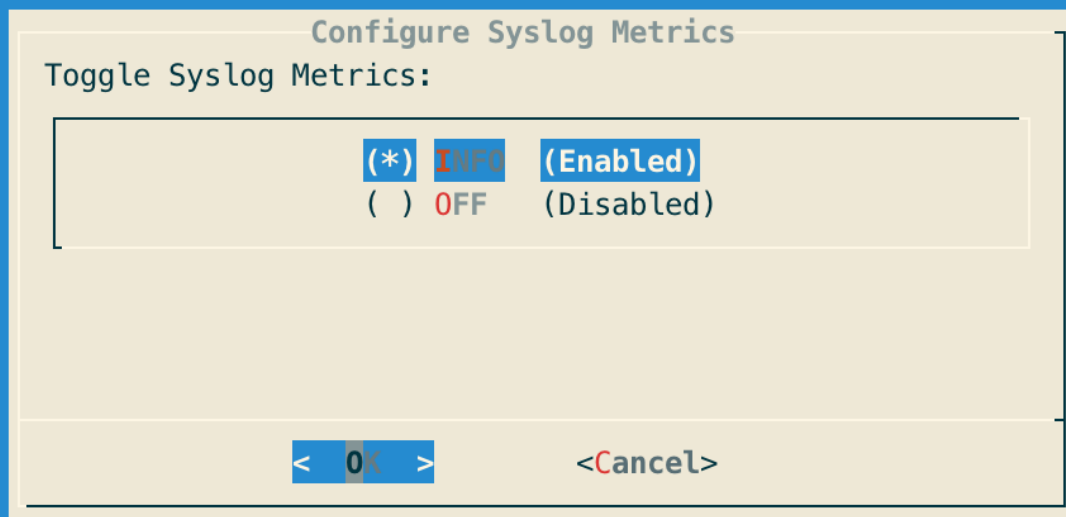 Configure Syslog Metrics
Toggle Syslog Metrics:
(*) INFO (Enabled)
( ) OFF (Disabled)
< OK > <Cancel>